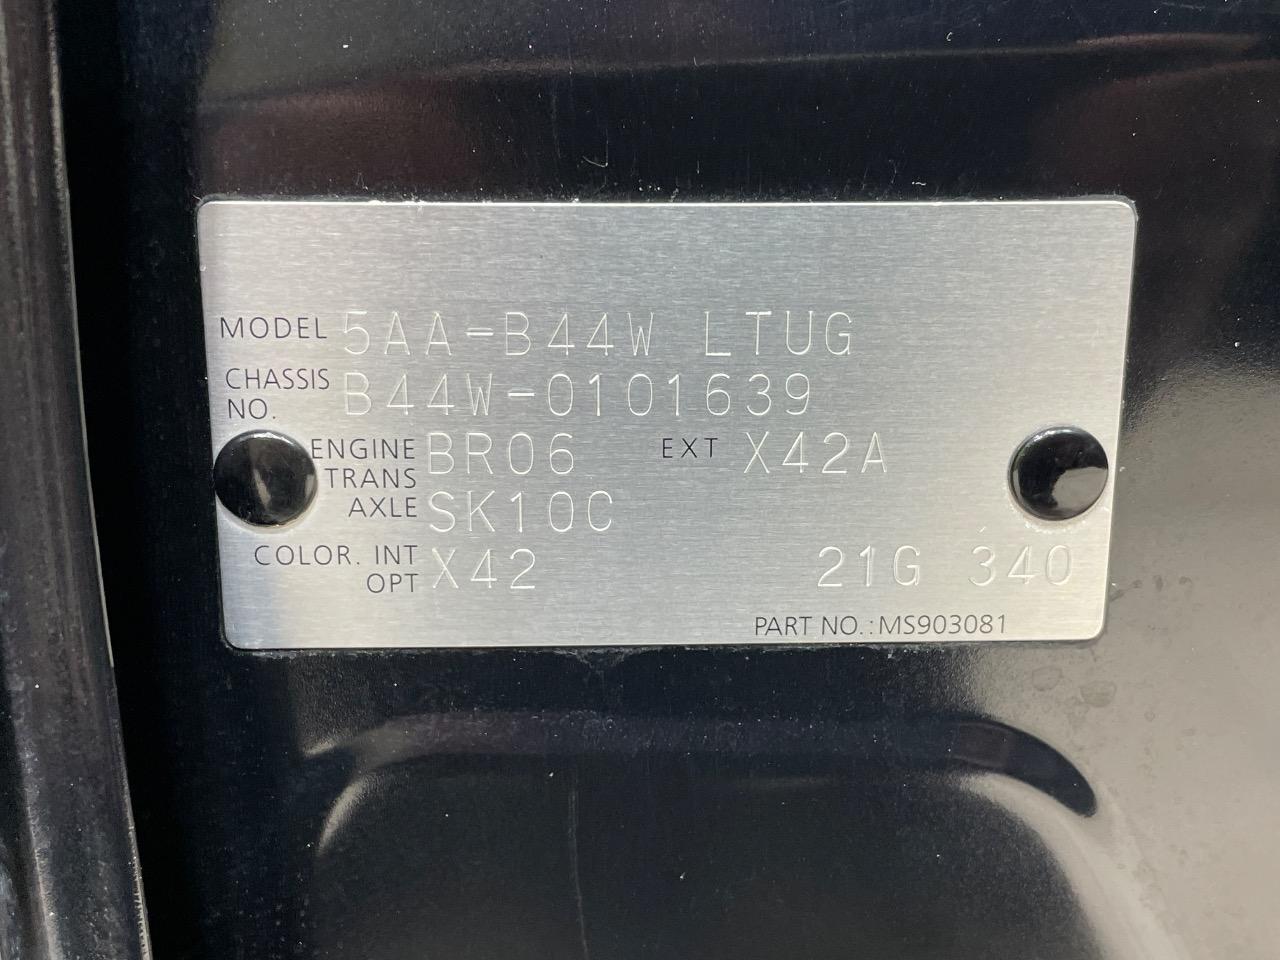 MODEL 5AA-B44W LTUG
CHASSIS NO. B44W-0101639
ENGINE BR06 EXT X42A
TRANS AXLE SK10C
COLOR. INT OPT X42 21G 340
PART NO.:MS903081